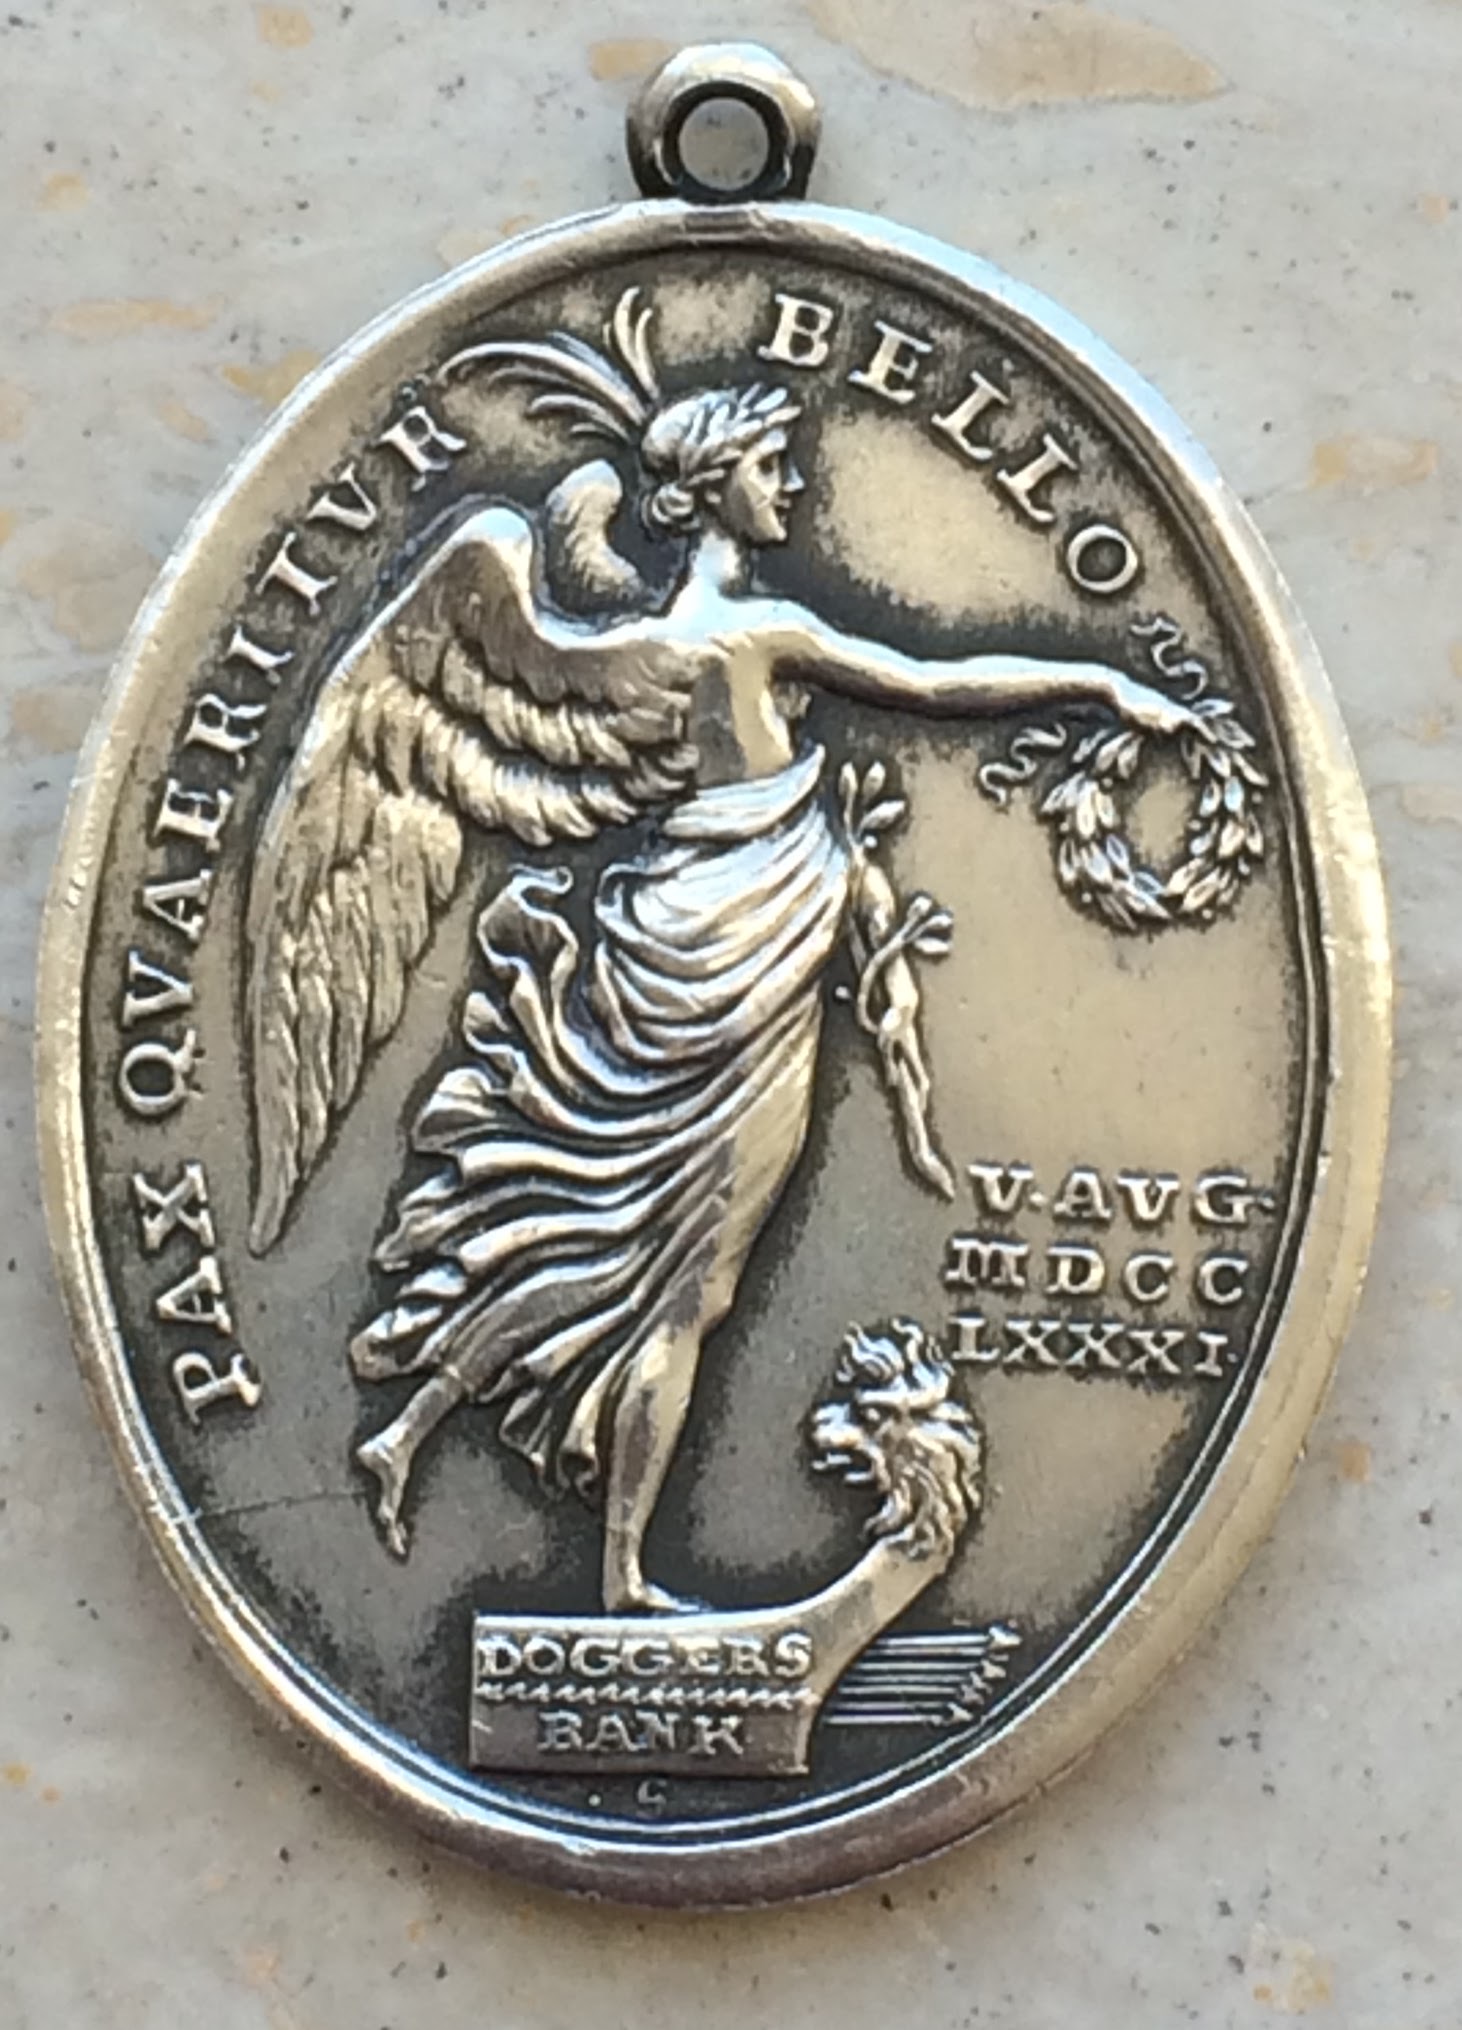 PAX QVAERITVR BELLO
V·AVG·
MDCC
LXXXI·
DOGGERS
BANK